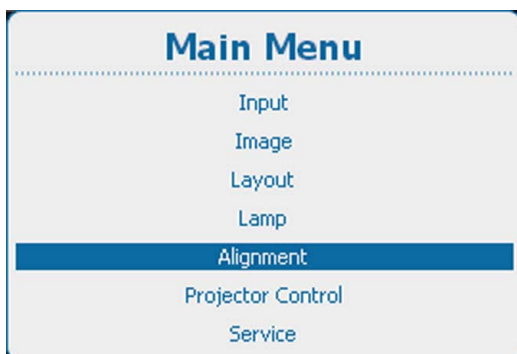 Main Menu
Input
Image
Layout
Lamp
Alignment
Projector Control
Service